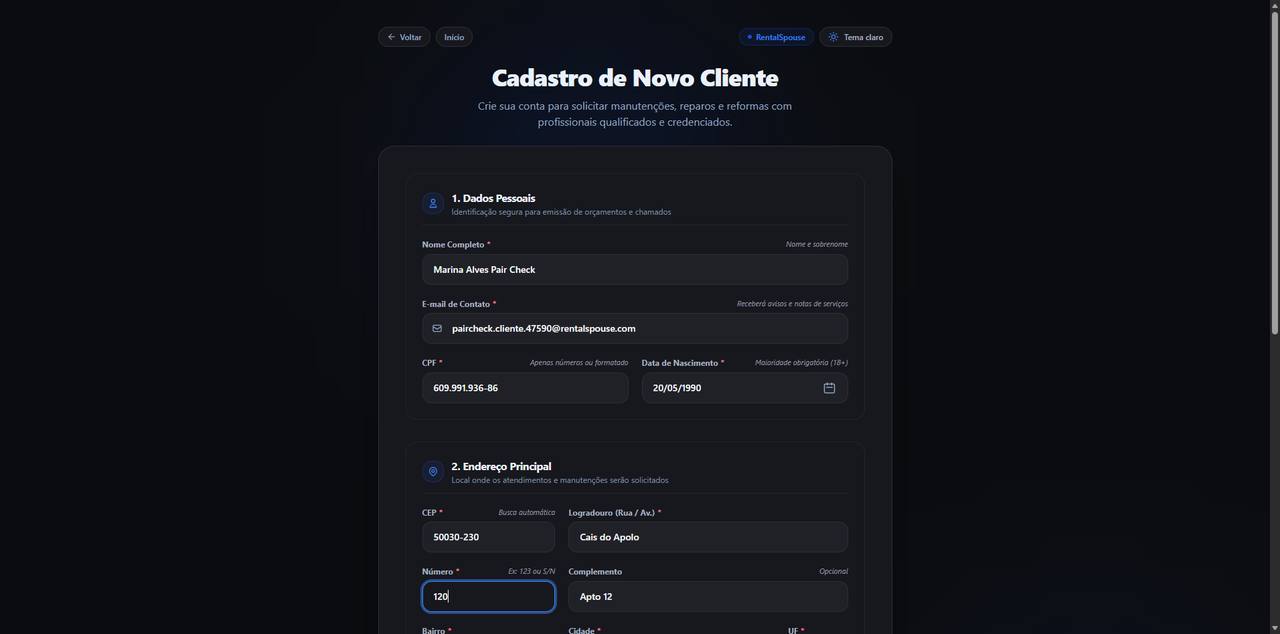 Voltar
Início
RentalSpouse
Tema claro
Cadastro de Novo Cliente
Crie sua conta para solicitar manutenções, reparos e reformas com
profissionais qualificados e credenciados.
1. Dados Pessoais
Identificação segura para emissão de orçamentos e chamados
Nome Completo *
Nome e sobrenome
Marina Alves Pair Check
E-mail de Contato *
Receberá avisos e notas de serviços
paircheck.cliente.47590@rentalspouse.com
CPF *
Apenas números ou formatado
Data de Nascimento *
Maioridade obrigatória (18+)
609.991.936-86
20/05/1990
2. Endereço Principal
Local onde os atendimentos e manutenções serão solicitados
CEP *
Busca automática
Logradouro (Rua / Av.) *
50030-230
Cais do Apolo
Número *
Ex: 123 ou S/N
Complemento
Opcional
120
Apto 12
Bairro *
Cidade *
UF *